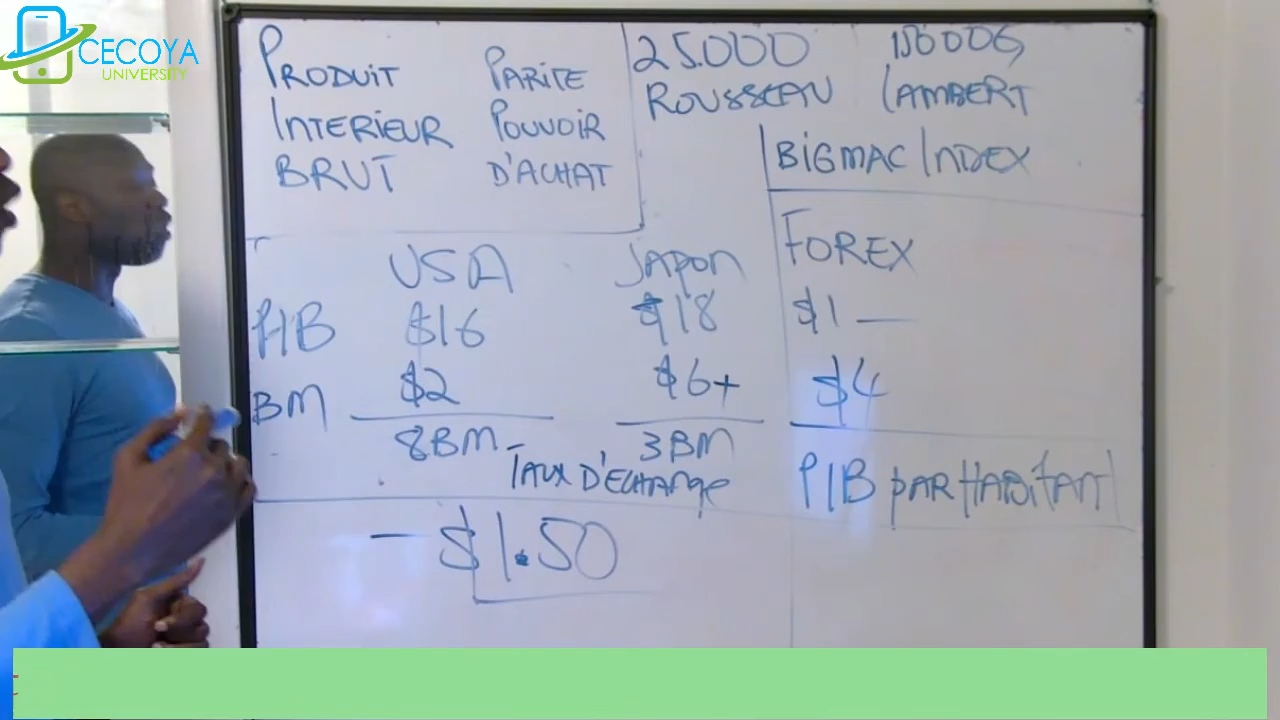 CECOYA
UNIVERSITY
PRODUIT
INTERIEUR
BRUT
PARITE
POUVOIR
D'ACHAT
25.000
ROUSSEAU LAMBERT
BIGMAC INDEX
USA JAPON
PIB $16 $18
BM $2 $6+
8BM- 3BM
TAUX D'ECHANGE
- $1.50
FOREX
$1 —
$4
PIB PAR HABITANT